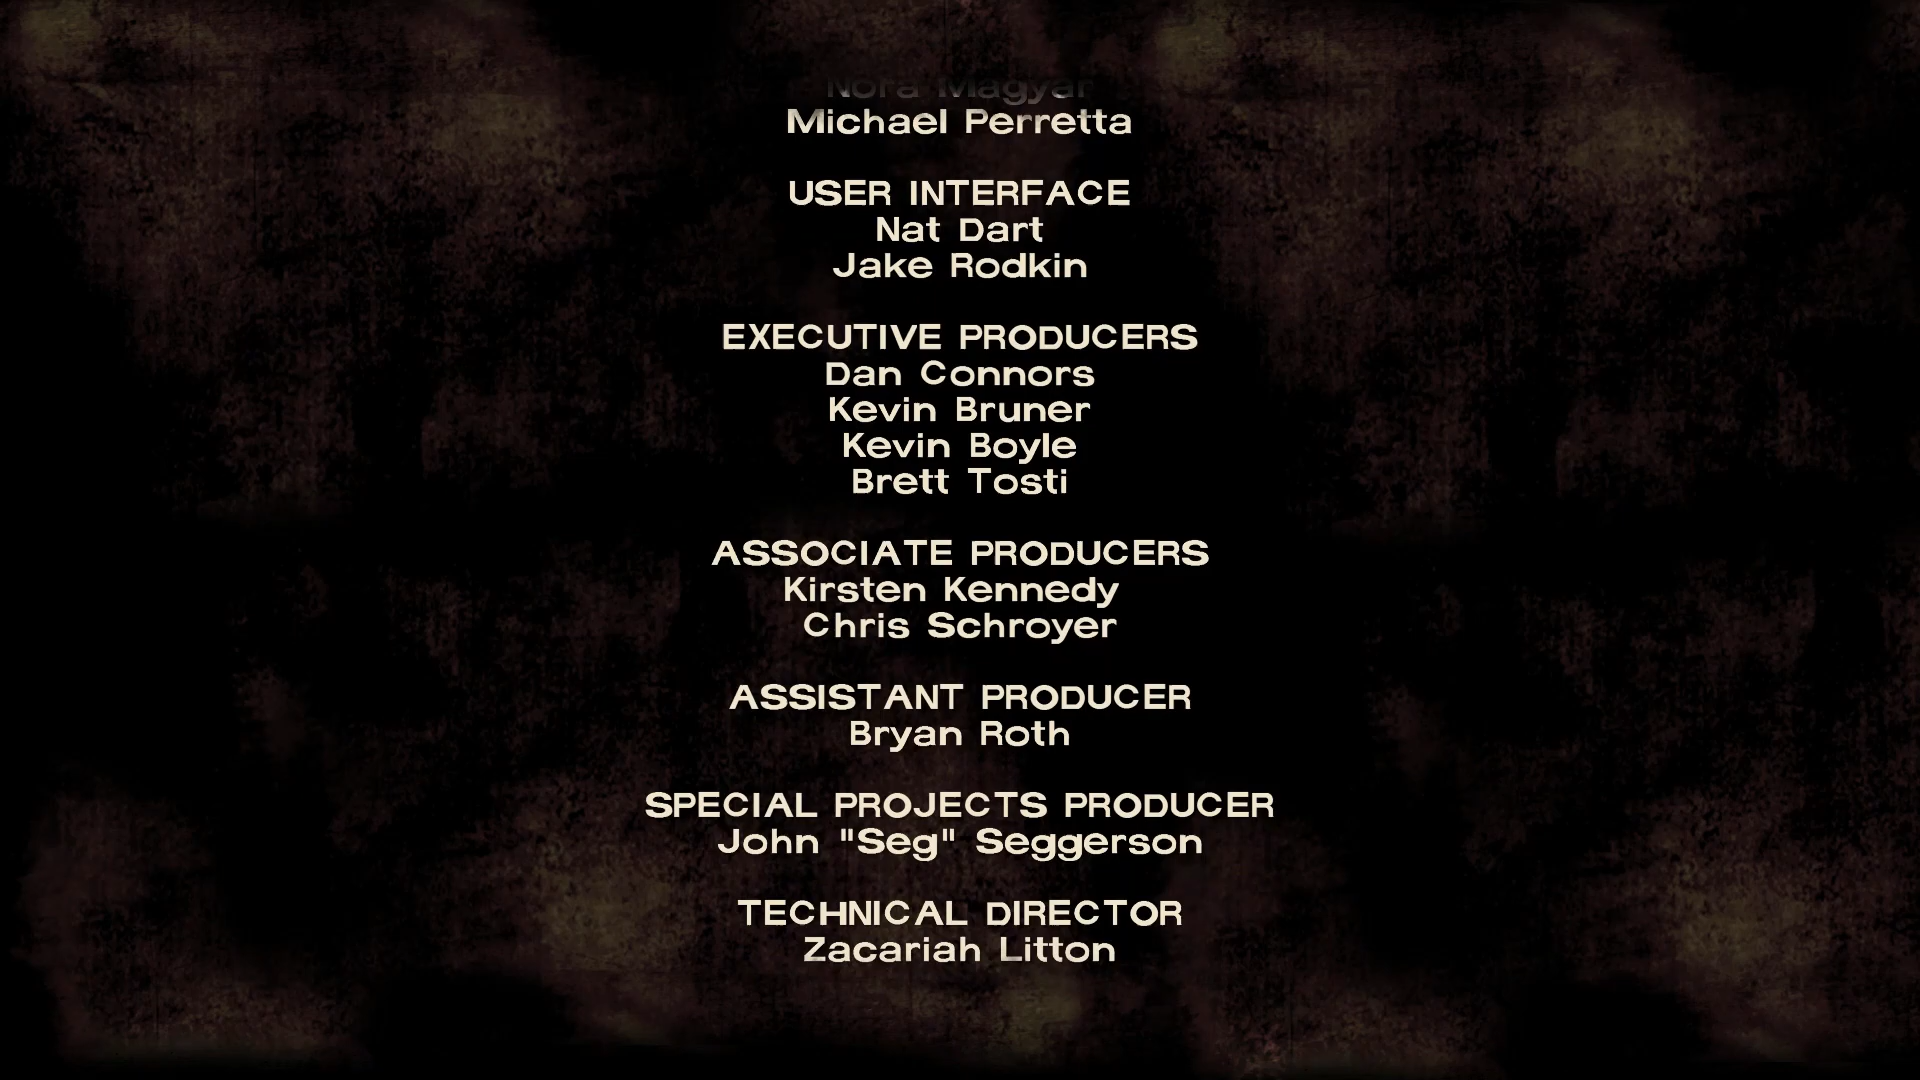 Nora Magyar
Michael Perretta
USER INTERFACE
Nat Dart
Jake Rodkin
EXECUTIVE PRODUCERS
Dan Connors
Kevin Bruner
Kevin Boyle
Brett Tosti
ASSOCIATE PRODUCERS
Kirsten Kennedy
Chris Schroyer
ASSISTANT PRODUCER
Bryan Roth
SPECIAL PROJECTS PRODUCER
John "Seg" Seggerson
TECHNICAL DIRECTOR
Zacariah Litton